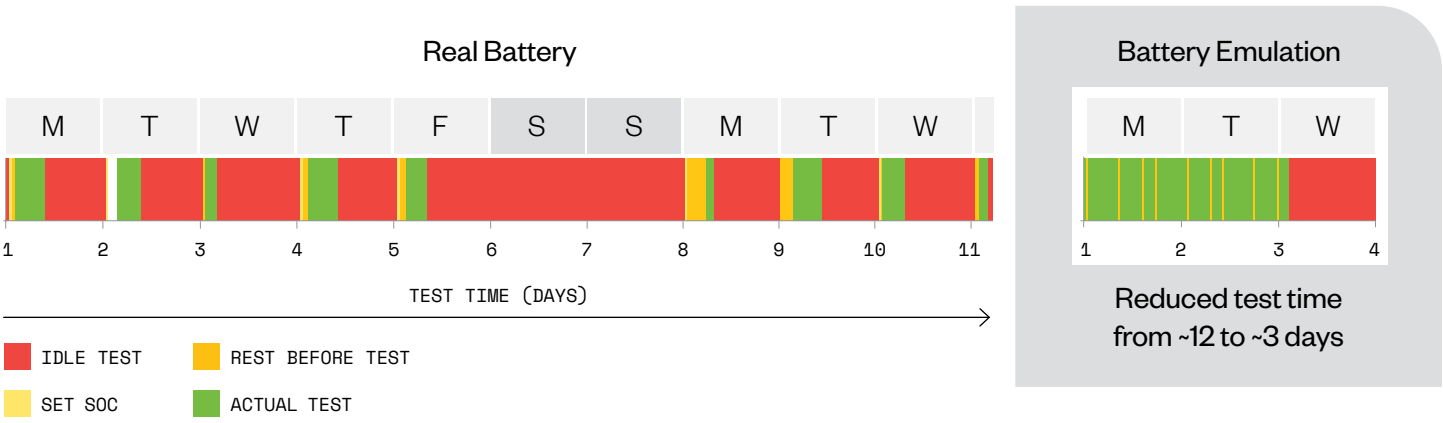 Real Battery
M T W T F S S M T W
1 2 3 4 5 6 7 8 9 10 11
TEST TIME (DAYS)
IDLE TEST
REST BEFORE TEST
SET SOC
ACTUAL TEST
Battery Emulation
M T W
1 2 3 4
Reduced test time
from ~12 to ~3 days